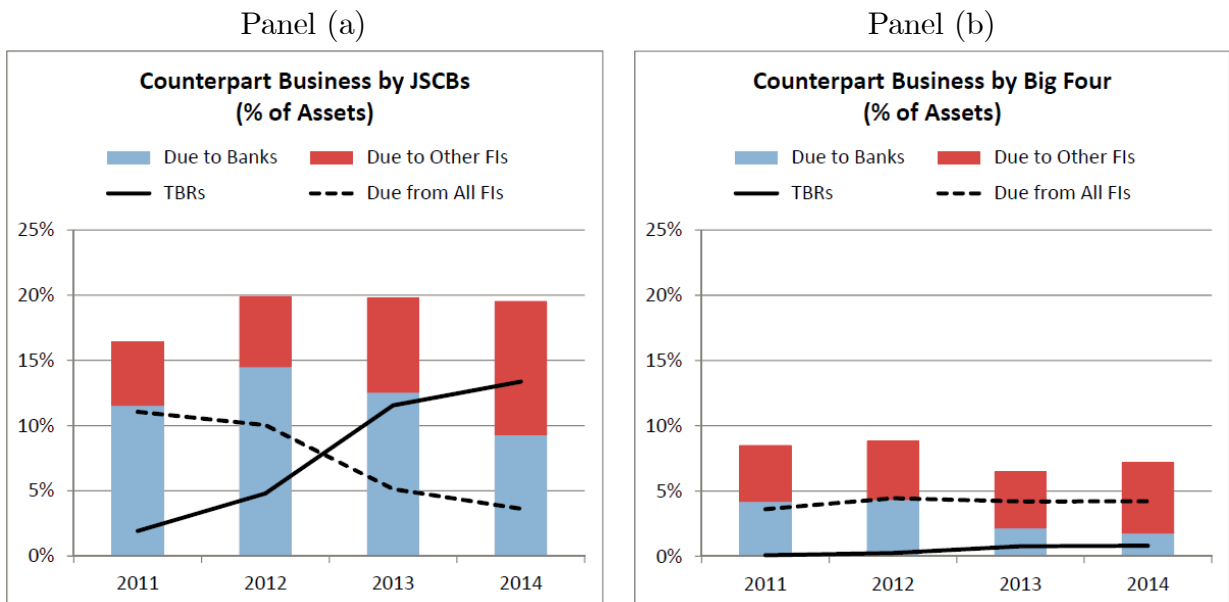 Panel (a)
Counterpart Business by JSCBs
(% of Assets)
Due to Banks
Due to Other FIs
TBRs
Due from All FIs
25%
20%
15%
10%
5%
0%
2011
2012
2013
2014
Panel (b)
Counterpart Business by Big Four
(% of Assets)
Due to Banks
Due to Other FIs
TBRs
Due from All FIs
25%
20%
15%
10%
5%
0%
2011
2012
2013
2014